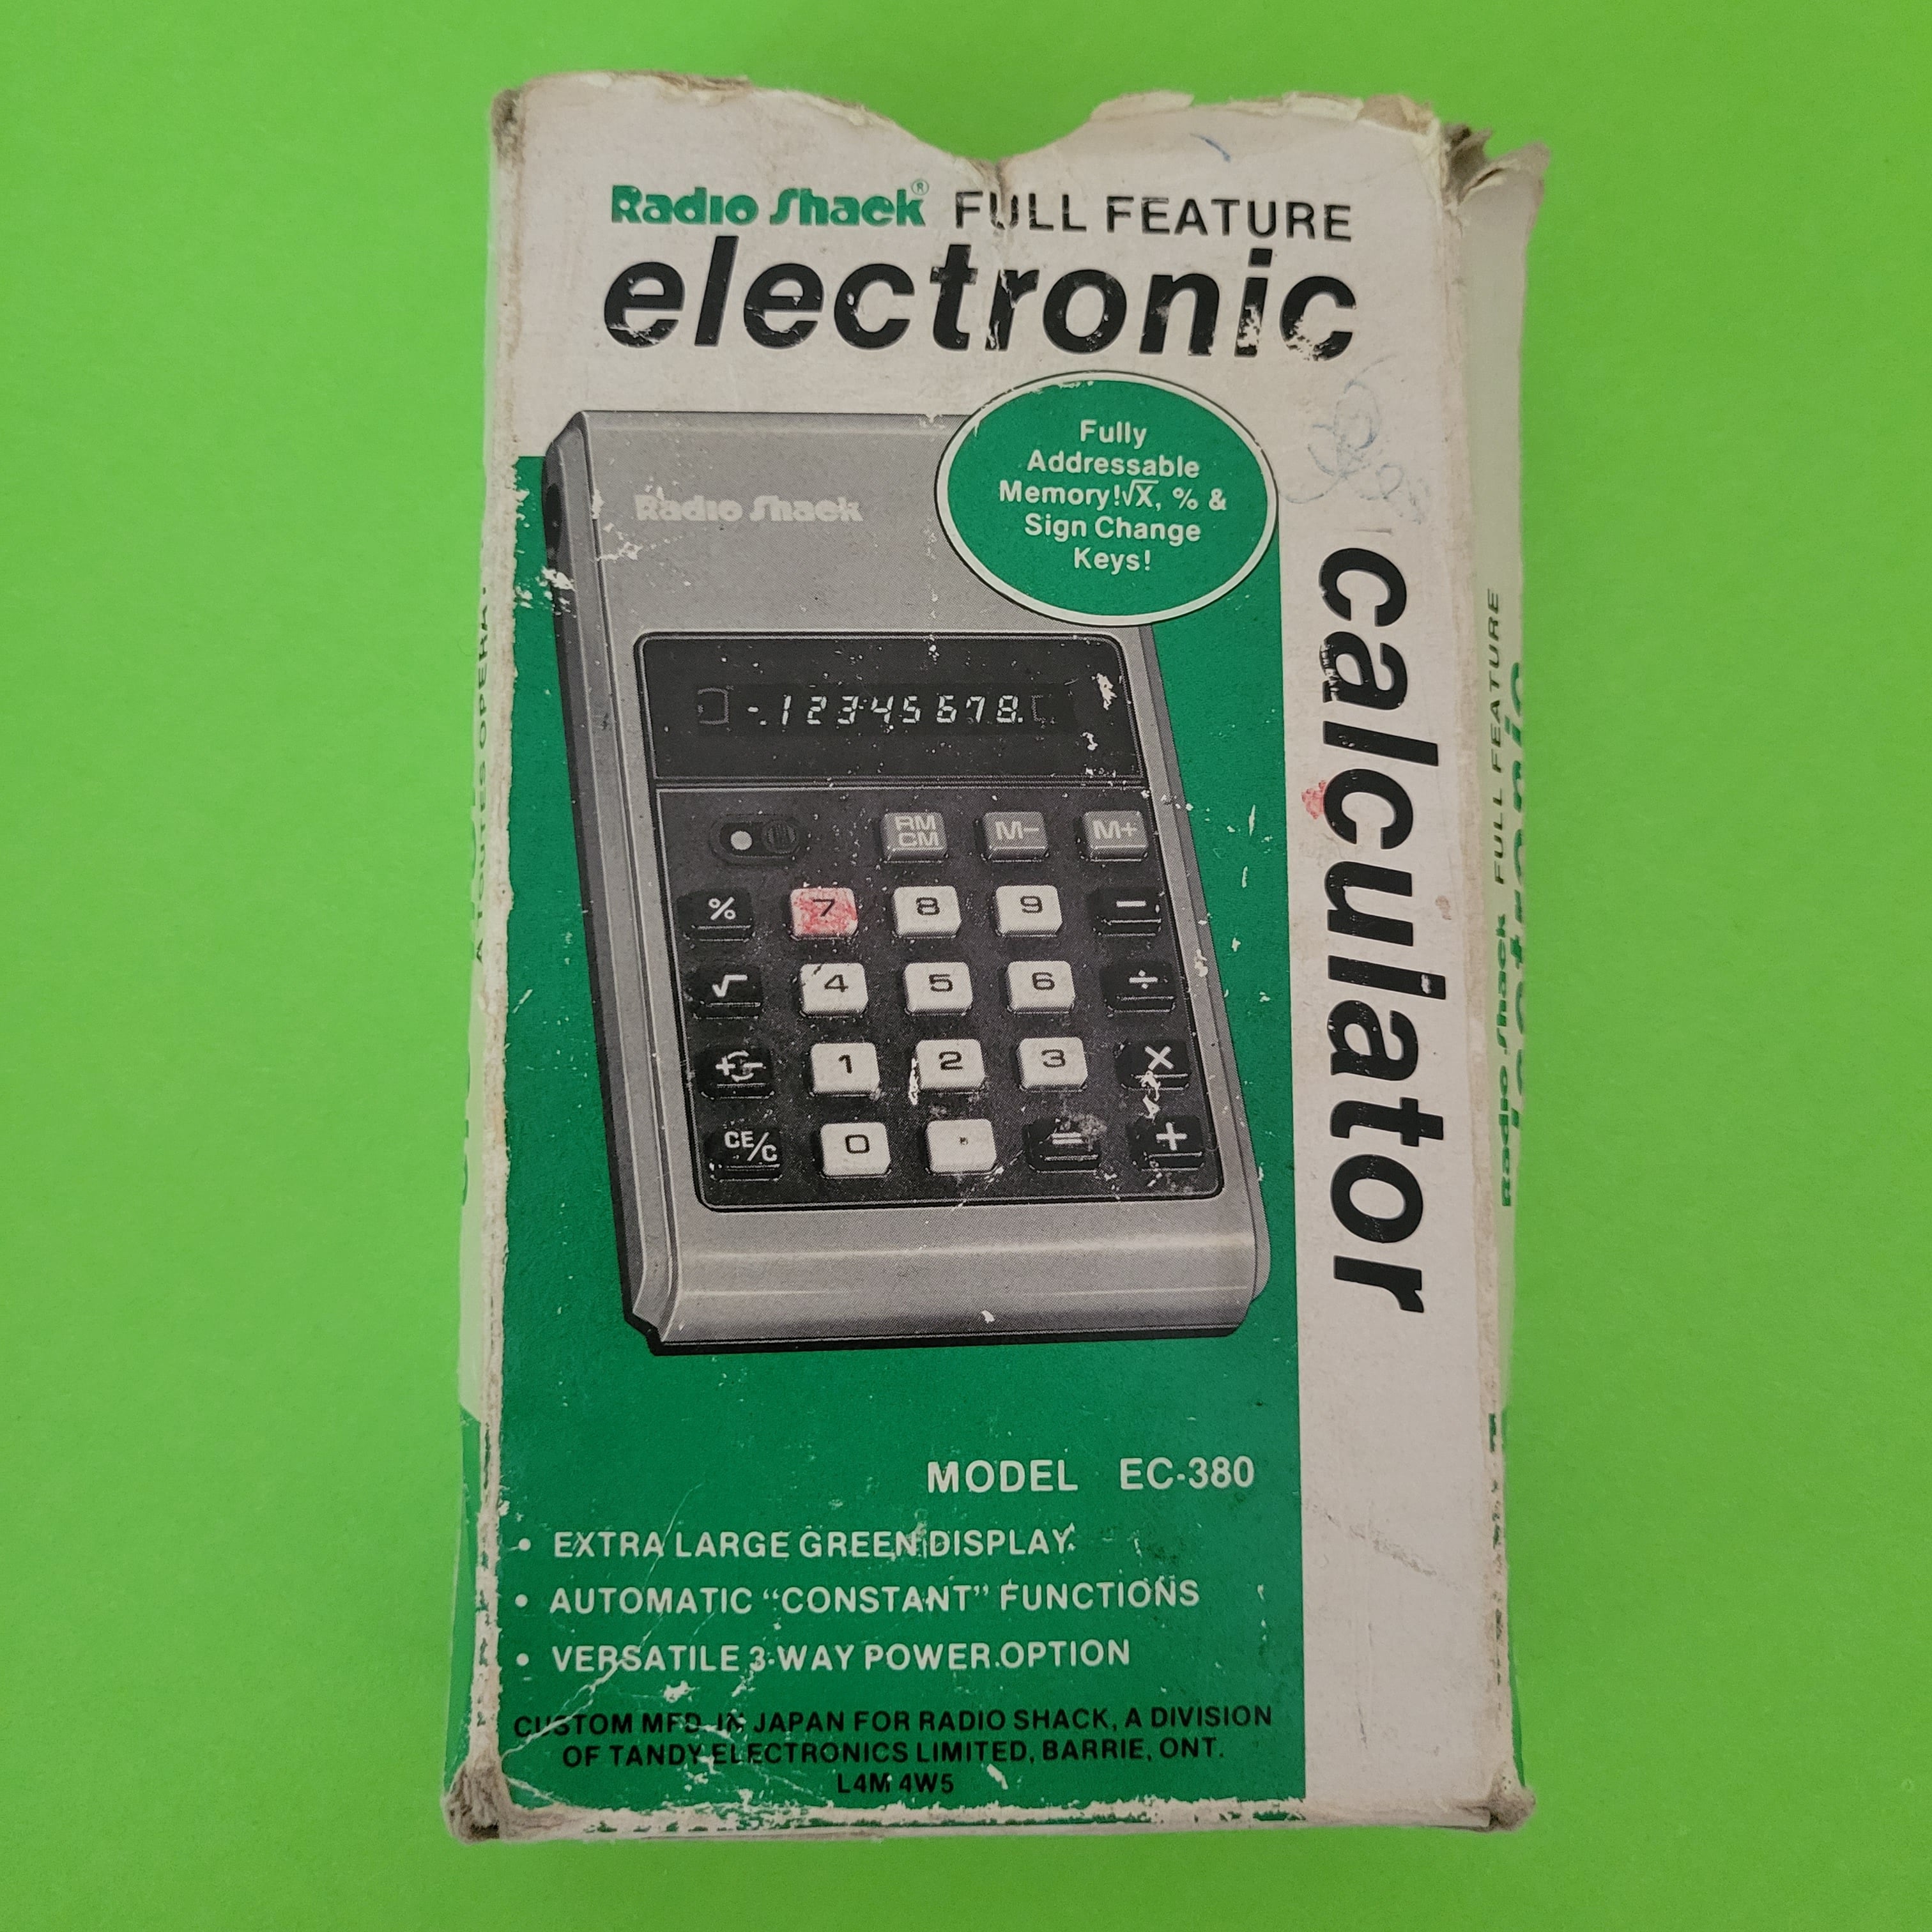 Radio Shack® FULL FEATURE
electronic
calculator
Fully
Addressable
Memory!√X, % &
Sign Change
Keys!
Radio Shack
-.12345678.
RM
CM
M−
M+
% 7 8 9 −
√ 4 5 6 ÷
1 2 3 ×
CE/C 0 . = +
MODEL EC-380
• EXTRA LARGE GREEN DISPLAY.
• AUTOMATIC “CONSTANT” FUNCTIONS
• VERSATILE 3-WAY POWER OPTION
CUSTOM MFD IN JAPAN FOR RADIO SHACK, A DIVISION
OF TANDY ELECTRONICS LIMITED, BARRIE, ONT.
L4M 4W5
Radio Shack FULL FEATURE
electronic